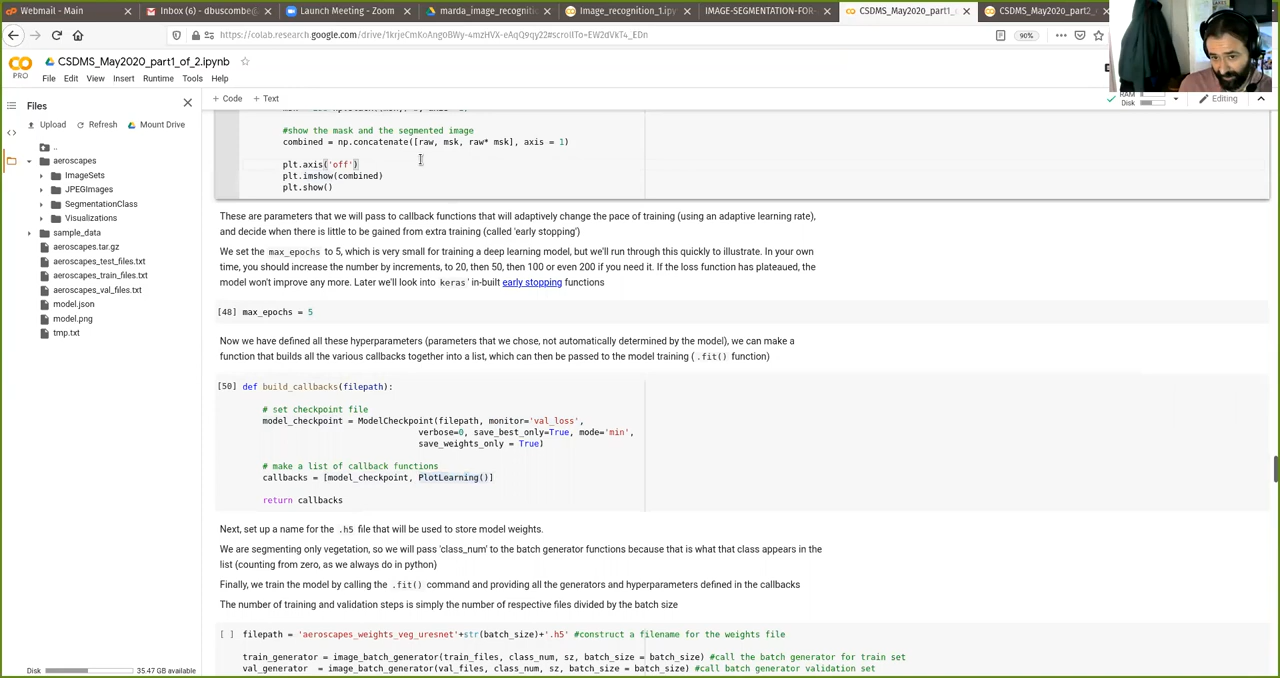 Webmail - Main
Inbox (1) - dbuscombe@
Launch Meeting - Zoom
marda_image_recogniti
Image_recognition_1.ipy
IMAGE-SEGMENTATION-FOR-
CSDMS_May2020_part1_
CSDMS_May2020_part2_
https://colab.research.google.com/drive/1krjeCmKoAng0BWy-4mzHVX-eAqQ9qy22#scrollTo=EW2dVkT4_EDn
90%
CO
PRO
CSDMS_May2020_part1_of_2.ipynb
File Edit View Insert Runtime Tools Help
Files
+ Code + Text
RAM
Disk
Editing
Upload Refresh Mount Drive
..
aeroscapes
ImageSets
JPEGImages
SegmentationClass
Visualizations
sample_data
aeroscapes.tar.gz
aeroscapes_test_files.txt
aeroscapes_train_files.txt
aeroscapes_val_files.txt
model.json
model.png
tmp.txt
Disk 35.47 GB available
#show the mask and the segmented image
combined = np.concatenate([raw, msk, raw* msk], axis = 1)
plt.axis('off')
plt.imshow(combined)
plt.show()
These are parameters that we will pass to callback functions that will adaptively change the pace of training (using an adaptive learning rate),
and decide when there is little to be gained from extra training (called 'early stopping')
We set the max_epochs to 5, which is very small for training a deep learning model, but we'll run through this quickly to illustrate. In your own
time, you should increase the number by increments, to 20, then 50, then 100 or even 200 if you need it. If the loss function has plateaued, the
model won't improve any more. Later we'll look into keras' in-built early stopping functions
[48] max_epochs = 5
Now we have defined all these hyperparameters (parameters that we chose, not automatically determined by the model), we can make a
function that builds all the various callbacks together into a list, which can then be passed to the model training (.fit() function)
[50] def build_callbacks(filepath):
# set checkpoint file
model_checkpoint = ModelCheckpoint(filepath, monitor='val_loss',
verbose=0, save_best_only=True, mode='min',
save_weights_only = True)
# make a list of callback functions
callbacks = [model_checkpoint, PlotLearning()]
return callbacks
Next, set up a name for the .h5 file that will be used to store model weights.
We are segmenting only vegetation, so we will pass 'class_num' to the batch generator functions because that is what that class appears in the
list (counting from zero, as we always do in python)
Finally, we train the model by calling the .fit() command and providing all the generators and hyperparameters defined in the callbacks
The number of training and validation steps is simply the number of respective files divided by the batch size
[ ] filepath = 'aeroscapes_weights_veg_uresnet'+str(batch_size)+'.h5' #construct a filename for the weights file
train_generator = image_batch_generator(train_files, class_num, sz, batch_size = batch_size) #call the batch generator for train set
val_generator = image_batch_generator(val_files, class_num, sz, batch_size = batch_size) #call batch generator validation set